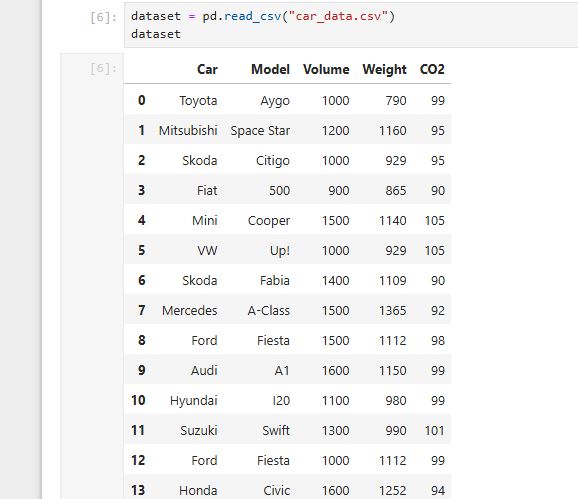 [6]: dataset = pd.read_csv("car_data.csv")
dataset
[6]: Car Model Volume Weight CO2
0 Toyota Aygo 1000 790 99
1 Mitsubishi Space Star 1200 1160 95
2 Skoda Citigo 1000 929 95
3 Fiat 500 900 865 90
4 Mini Cooper 1500 1140 105
5 VW Up! 1000 929 105
6 Skoda Fabia 1400 1109 90
7 Mercedes A-Class 1500 1365 92
8 Ford Fiesta 1500 1112 98
9 Audi A1 1600 1150 99
10 Hyundai I20 1100 980 99
11 Suzuki Swift 1300 990 101
12 Ford Fiesta 1000 1112 99
13 Honda Civic 1600 1252 94